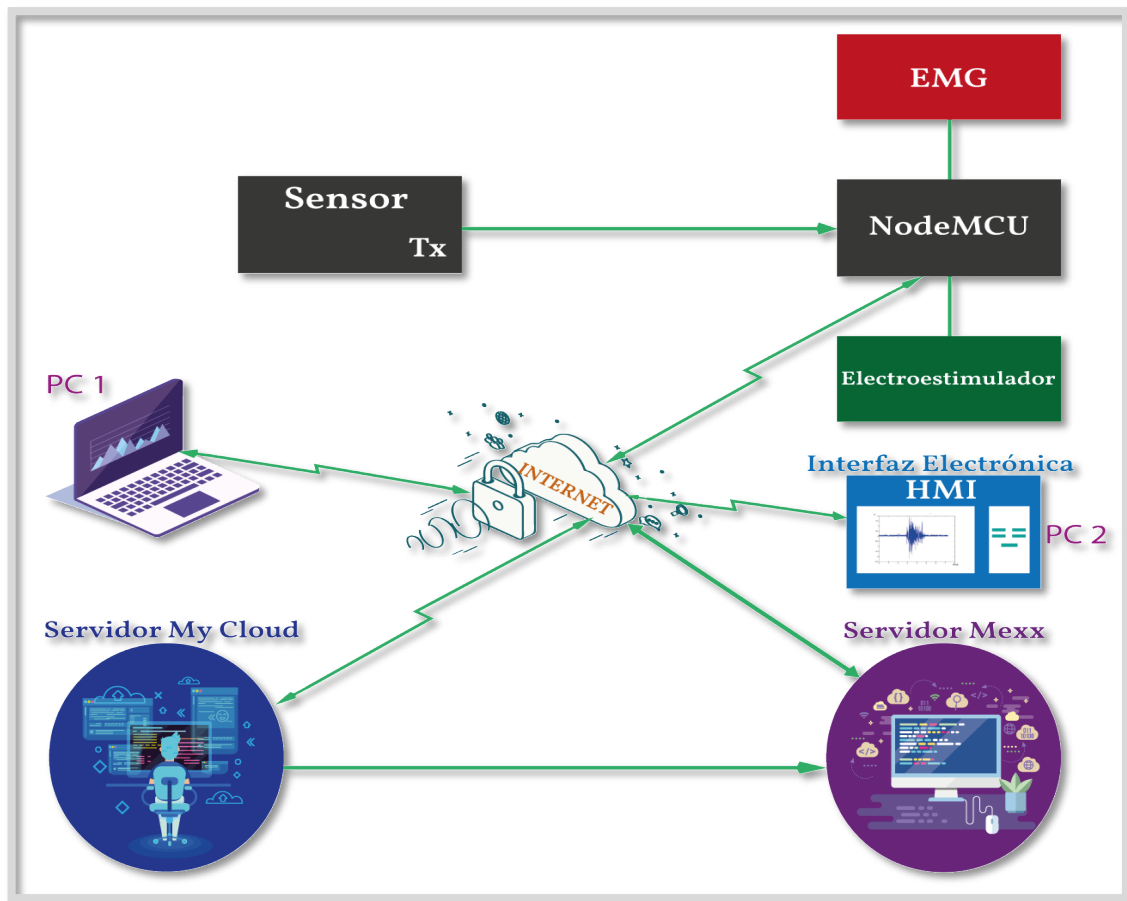 EMG
Sensor
Tx
NodeMCU
Electroestimulador
PC 1
INTERNET
Interfaz Electrónica
HMI
PC 2
Servidor My Cloud
Servidor Mexx